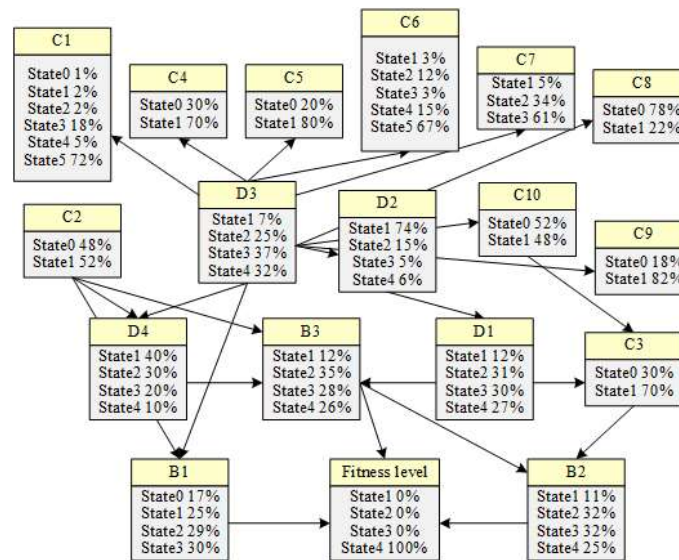 C1
State0 1%
State1 2%
State2 2%
State3 18%
State4 5%
State5 72%
C4
State0 30%
State1 70%
C5
State0 20%
State1 80%
C6
State1 3%
State2 12%
State3 3%
State4 15%
State5 67%
C7
State1 5%
State2 34%
State3 61%
C8
State0 78%
State1 22%
C2
State0 48%
State1 52%
D3
State1 7%
State2 25%
State3 37%
State4 32%
D2
State1 74%
State2 15%
State3 5%
State4 6%
C10
State0 52%
State1 48%
C9
State0 18%
State1 82%
D4
State1 40%
State2 30%
State3 20%
State4 10%
B3
State1 12%
State2 35%
State3 28%
State4 26%
D1
State1 12%
State2 31%
State3 30%
State4 27%
C3
State0 30%
State1 70%
B1
State0 17%
State1 25%
State2 29%
State3 30%
Fitness level
State1 0%
State2 0%
State3 0%
State4 100%
B2
State1 11%
State2 32%
State3 32%
State4 25%